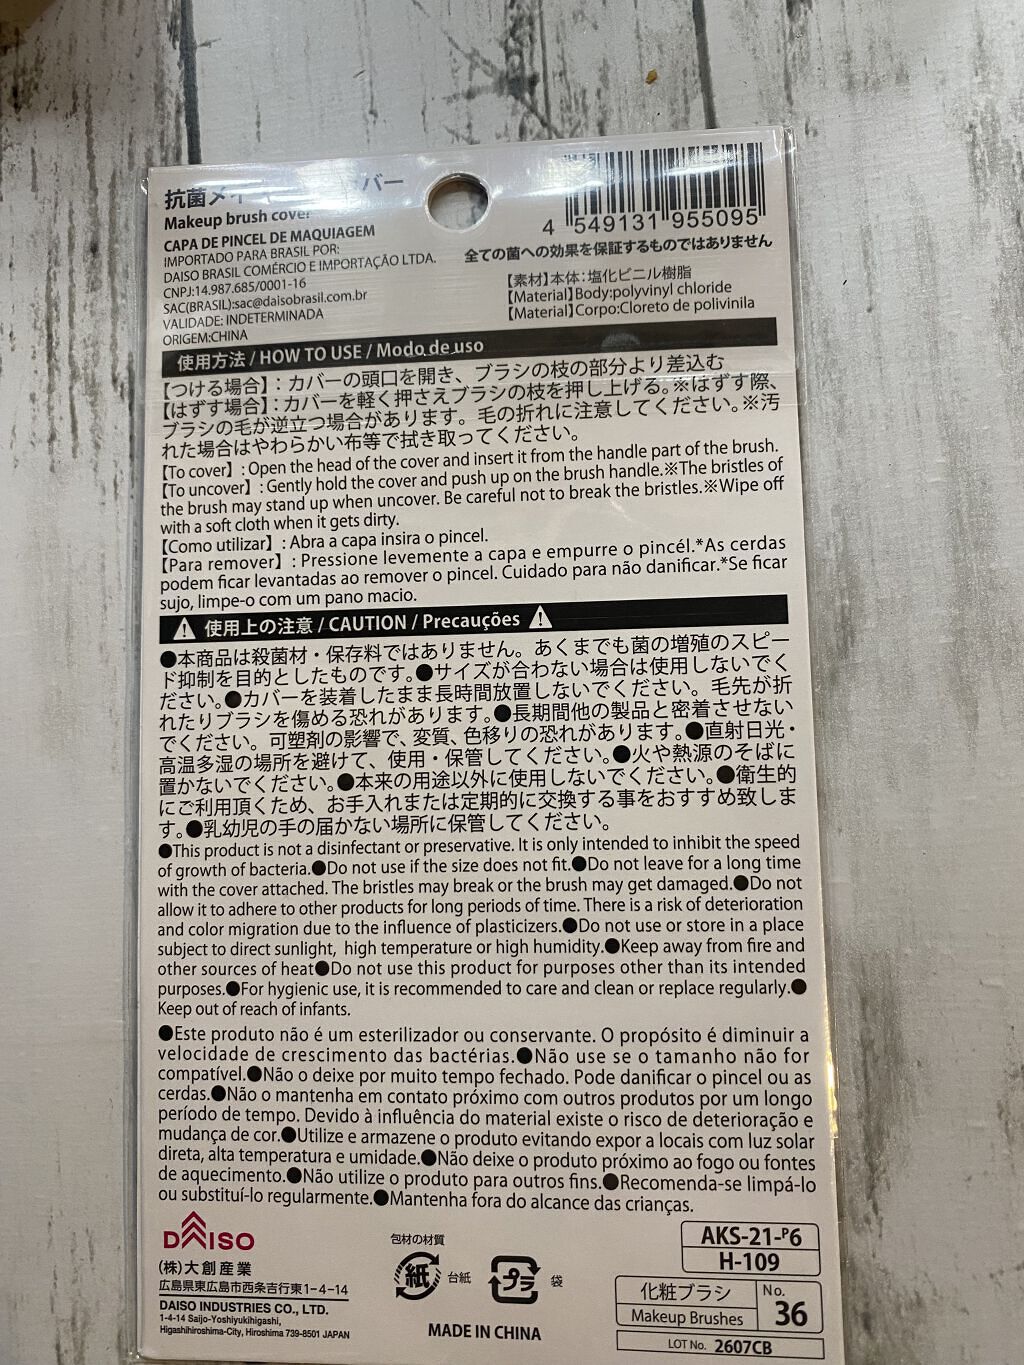 抗菌メイ バー
Makeup brush cover
CAPA DE PINCEL DE MAQUIAGEM
IMPORTADO PARA BRASIL POR:
DAISO BRASIL COMÉRCIO E IMPORTAÇÃO LTDA.
CNPJ:14.987.685/0001-16
SAC(BRASIL):sac@daisobrasil.com.br
VALIDADE: INDETERMINADA
ORIGEM:CHINA
4 549131 955095
全ての菌への効果を保証するものではありません
【素材】本体：塩化ビニル樹脂
【Material】Body:polyvinyl chloride
【Material】Corpo:Cloreto de polivinila
使用方法 / HOW TO USE / Modo de uso
【つける場合】：カバーの頭口を開き、ブラシの枝の部分より差込む
【はずす場合】：カバーを軽く押さえブラシの枝を押し上げる。※はずす際、
ブラシの毛が逆立つ場合があります。毛の折れに注意してください。※汚
れた場合はやわらかい布等で拭き取ってください。
【To cover】:Open the head of the cover and insert it from the handle part of the brush.
【To uncover】:Gently hold the cover and push up on the brush handle.※The bristles of
the brush may stand up when uncover. Be careful not to break the bristles.※Wipe off
with a soft cloth when it gets dirty.
【Como utilizar】:Abra a capa insira o pincel.
【Para remover】:Pressione levemente a capa e empurre o pincél.*As cerdas
podem ficar levantadas ao remover o pincel. Cuidado para não danificar.*Se ficar
sujo, limpe-o com um pano macio.
使用上の注意 / CAUTION / Precauções
●本商品は殺菌材・保存料ではありません。あくまでも菌の増殖のスピー
ド抑制を目的としたものです。●サイズが合わない場合は使用しないでく
ださい。●カバーを装着したまま長時間放置しないでください。毛先が折
れたりブラシを傷める恐れがあります。●長期間他の製品と密着させない
でください。可塑剤の影響で、変質、色移りの恐れがあります。●直射日光・
高温多湿の場所を避けて、使用・保管してください。●火や熱源のそばに
置かないでください。●本来の用途以外に使用しないでください。●衛生的
にご利用頂くため、お手入れまたは定期的に交換する事をおすすめ致しま
す。●乳幼児の手の届かない場所に保管してください。
●This product is not a disinfectant or preservative. It is only intended to inhibit the speed
of growth of bacteria.●Do not use if the size does not fit.●Do not leave for a long time
with the cover attached. The bristles may break or the brush may get damaged.●Do not
allow it to adhere to other products for long periods of time. There is a risk of deterioration
and color migration due to the influence of plasticizers.●Do not use or store in a place
subject to direct sunlight, high temperature or high humidity.●Keep away from fire and
other sources of heat●Do not use this product for purposes other than its intended
purposes.●For hygienic use, it is recommended to care and clean or replace regularly.●
Keep out of reach of infants.
●Este produto não é um esterilizador ou conservante. O propósito é diminuir a
velocidade de crescimento das bactérias.●Não use se o tamanho não for
compatível.●Não o deixe por muito tempo fechado. Pode danificar o pincel ou as
cerdas.●Não o mantenha em contato próximo com outros produtos por um longo
período de tempo. Devido à influência do material existe o risco de deterioração e
mudança de cor.●Utilize e armazene o produto evitando expor a locais com luz solar
direta, alta temperatura e umidade.●Não deixe o produto próximo ao fogo ou fontes
de aquecimento.●Não utilize o produto para outros fins.●Recomenda-se limpá-lo
ou substituí-lo regularmente.●Mantenha fora do alcance das crianças.
DAISO
(株)大創産業
広島県東広島市西条吉行東1-4-14
DAISO INDUSTRIES CO., LTD.
1-4-14 Saijo-Yoshiyukihigashi,
Higashihiroshima-City, Hiroshima 739-8501 JAPAN
包材の材質
紙 台紙 プラ 袋
MADE IN CHINA
AKS-21-P6
H-109
化粧ブラシ
Makeup Brushes
No.
36
LOT No. 2607CB